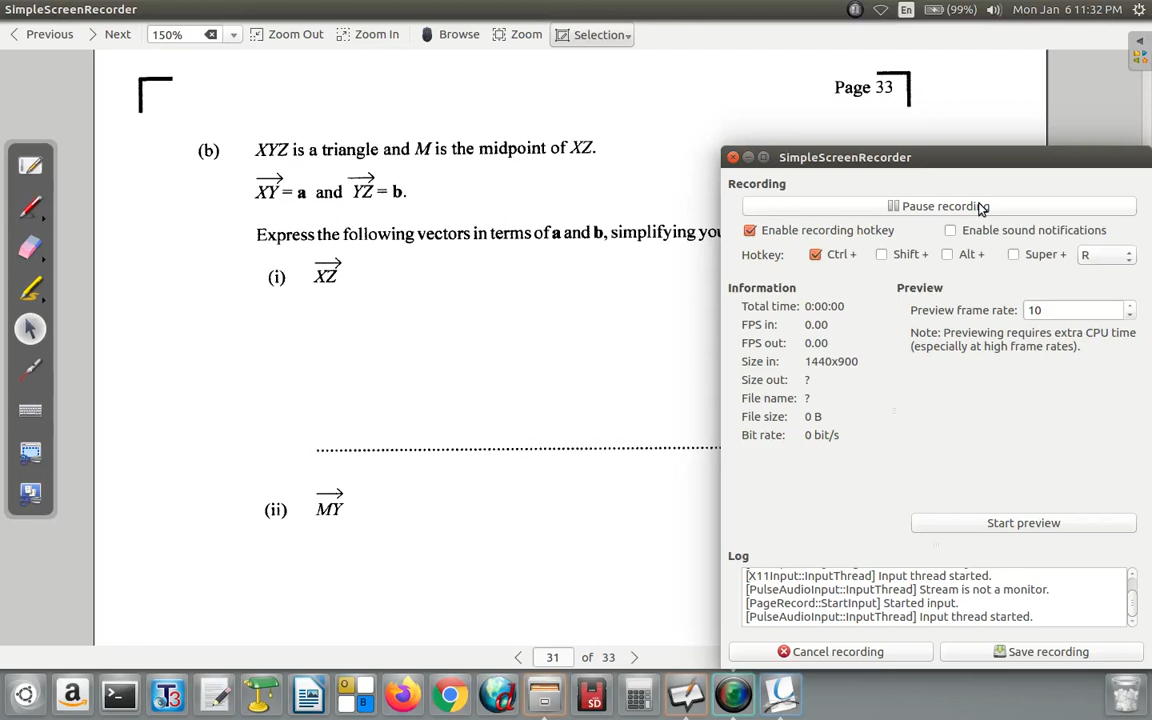 SimpleScreenRecorder
En (99%) Mon Jan 6 11:32 PM
Previous Next 150% Zoom Out Zoom In Browse Zoom Selection
Page 33
(b) XYZ is a triangle and M is the midpoint of XZ.
XY = a and YZ = b.
Express the following vectors in terms of a and b, simplifying you
(i) XZ
(ii) MY
SimpleScreenRecorder
Recording
Pause recording
Enable recording hotkey Enable sound notifications
Hotkey: Ctrl + Shift + Alt + Super + R
Information
Total time: 0:00:00
FPS in: 0.00
FPS out: 0.00
Size in: 1440x900
Size out: ?
File name: ?
File size: 0 B
Bit rate: 0 bit/s
Preview
Preview frame rate: 10
Note: Previewing requires extra CPU time
(especially at high frame rates).
Start preview
Log
[X11Input::InputThread] Input thread started.
[PulseAudioInput::InputThread] Stream is not a monitor.
[PageRecord::StartInput] Started input.
[PulseAudioInput::InputThread] Input thread started.
Cancel recording Save recording
31 of 33